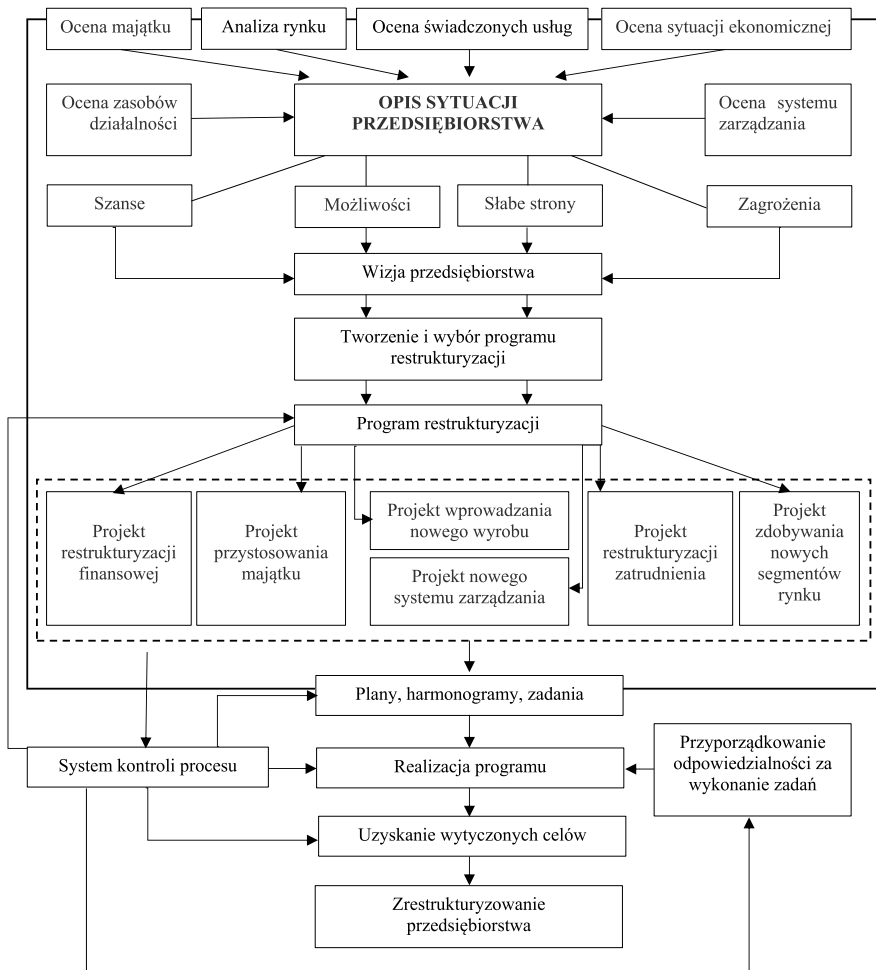 Ocena majątku
Analiza rynku
Ocena świadczonych usług
Ocena sytuacji ekonomicznej
Ocena zasobów
działalności
OPIS SYTUACJI
PRZEDSIĘBIORSTWA
Ocena systemu
zarządzania
Szanse
Możliwości
Słabe strony
Zagrożenia
Wizja przedsiębiorstwa
Tworzenie i wybór programu
restrukturyzacji
Program restrukturyzacji
Projekt
restrukturyzacji
finansowej
Projekt
przystosowania
majątku
Projekt wprowadzania
nowego wyrobu
Projekt nowego
systemu zarządzania
Projekt
restrukturyzacji
zatrudnienia
Projekt
zdobywania
nowych
segmentów
rynku
Plany, harmonogramy, zadania
System kontroli procesu
Realizacja programu
Przyporządkowanie
odpowiedzialności za
wykonanie zadań
Uzyskanie wytyczonych celów
Zrestrukturyzowanie
przedsiębiorstwa